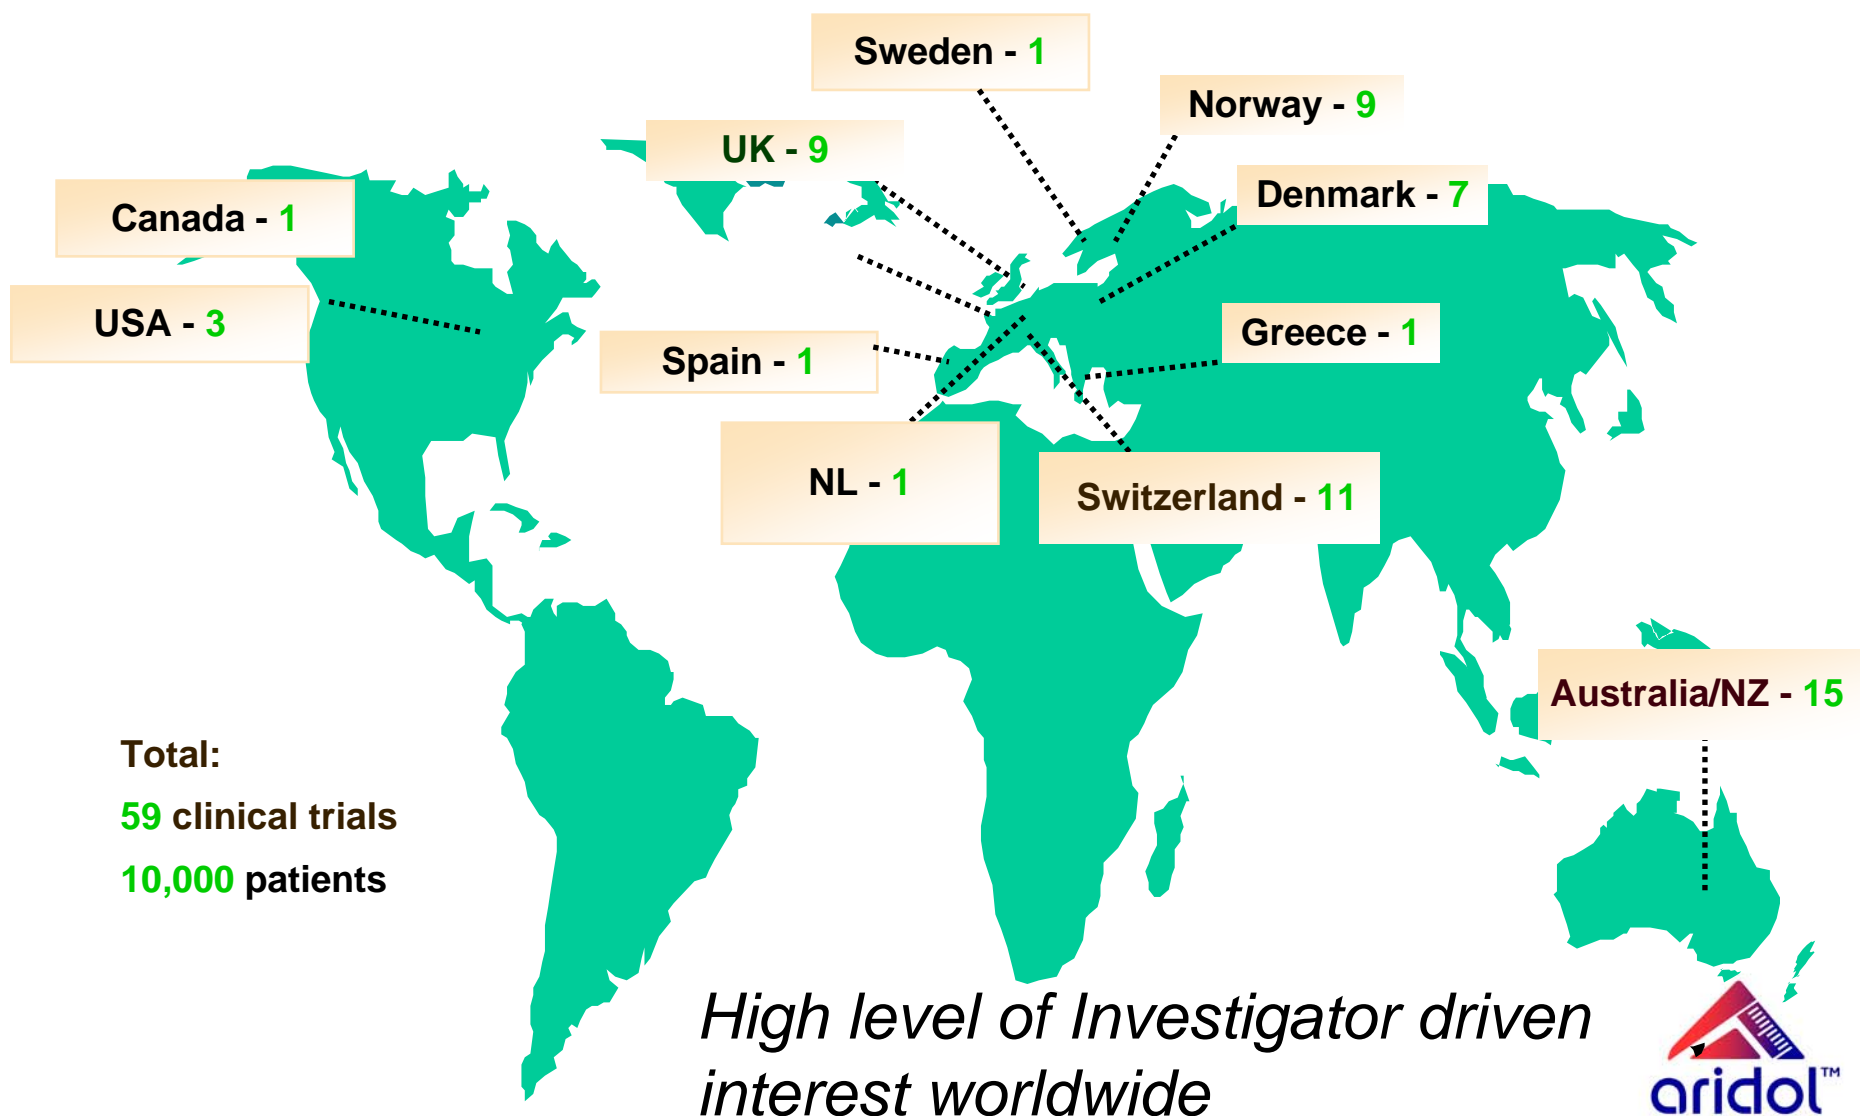 Sweden - 1
Norway - 9
UK - 9
Denmark - 7
Canada - 1
USA - 3
Greece - 1
Spain - 1
NL - 1
Switzerland - 11
Australia/NZ - 15
Total:
59 clinical trials
10,000 patients
High level of Investigator driven
interest worldwide
aridol™